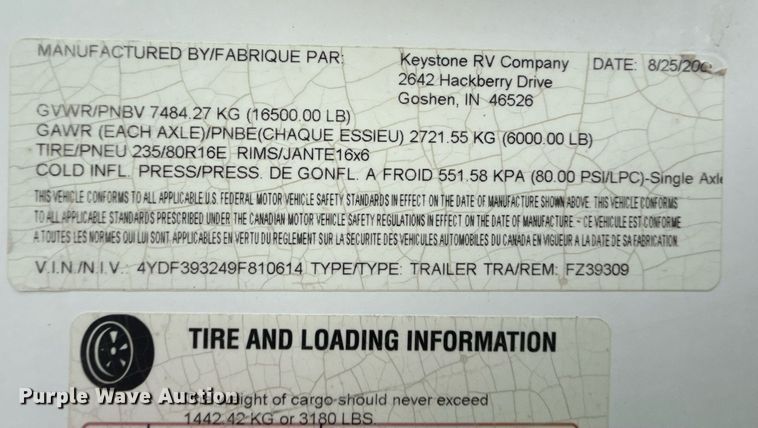 MANUFACTURED BY/FABRIQUE PAR: Keystone RV Company DATE: 8/25/20
2642 Hackberry Drive
Goshen, IN 46526
GVWR/PNBV 7484.27 KG (16500.00 LB)
GAWR (EACH AXLE)/PNBE(CHAQUE ESSIEU) 2721.55 KG (6000.00 LB)
TIRE/PNEU 235/80R16E RIMS/JANTE16x6
COLD INFL. PRESS/PRESS. DE GONFL. A FROID 551.58 KPA (80.00 PSI/LPC)-Single Axle
THIS VEHICLE CONFORMS TO ALL APPLICABLE U.S. FEDERAL MOTOR VEHICLE SAFETY STANDARDS IN EFFECT ON THE DATE OF MANUFACTURE SHOWN ABOVE. THIS VEHICLE CONFORMS
TO ALL APPLICABLE STANDARDS PRESCRIBED UNDER THE CANADIAN MOTOR VEHICLE SAFETY REGULATIONS IN EFFECT ON THE DATE OF MANUFACTURE - CE VEHICULE EST CONFORME
A TOUTES LES NORMES QUI LUI SONT APPLICABLES EN VERTU DU REGLEMENT SUR LA SECURITE DES VEHICULES AUTOMOBILES DU CANADA EN VIGUEUR A LA DATE DE SA FABRICATION.
V.I.N./N.I.V.: 4YDF393249F810614 TYPE/TYPE: TRAILER TRA/REM: FZ39309
TIRE AND LOADING INFORMATION
Purple Wave Auction
of cargo should never exceed
1442.42 KG or 3180 LBS.